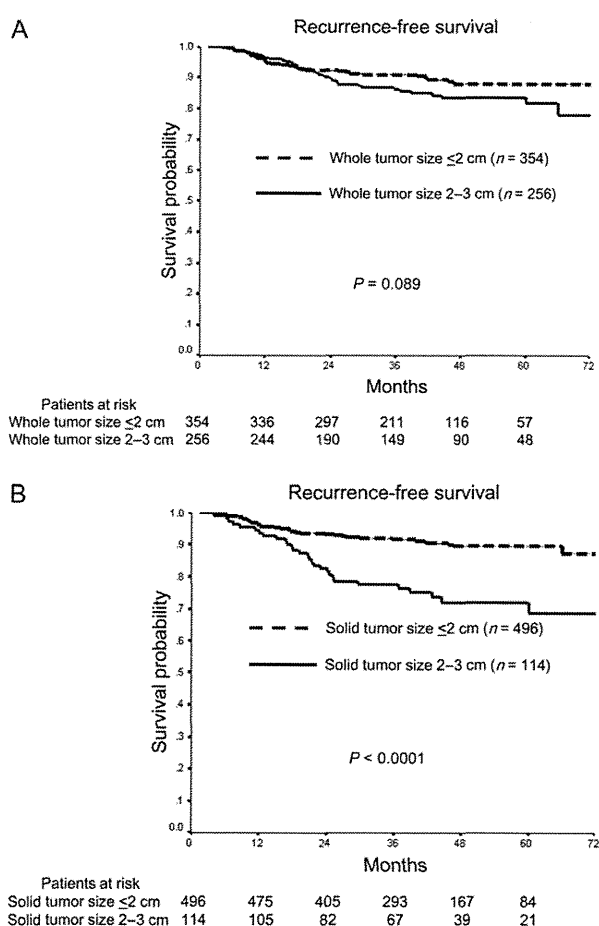 A
Recurrence-free survival
1.0
.9
.8
.7
.6
.5
.4
.3
.2
.1
0.0
Survival probability
Whole tumor size ≤2 cm (n = 354)
Whole tumor size 2–3 cm (n = 256)
P = 0.089
0 12 24 36 48 60 72
Months
Patients at risk
Whole tumor size ≤2 cm 354 336 297 211 116 57
Whole tumor size 2–3 cm 256 244 190 149 90 48
B
Recurrence-free survival
1.0
.9
.8
.7
.6
.5
.4
.3
.2
.1
0.0
Survival probability
Solid tumor size ≤2 cm (n = 496)
Solid tumor size 2–3 cm (n = 114)
P < 0.0001
0 12 24 36 48 60 72
Months
Patients at risk
Solid tumor size ≤2 cm 496 475 405 293 167 84
Solid tumor size 2–3 cm 114 105 82 67 39 21